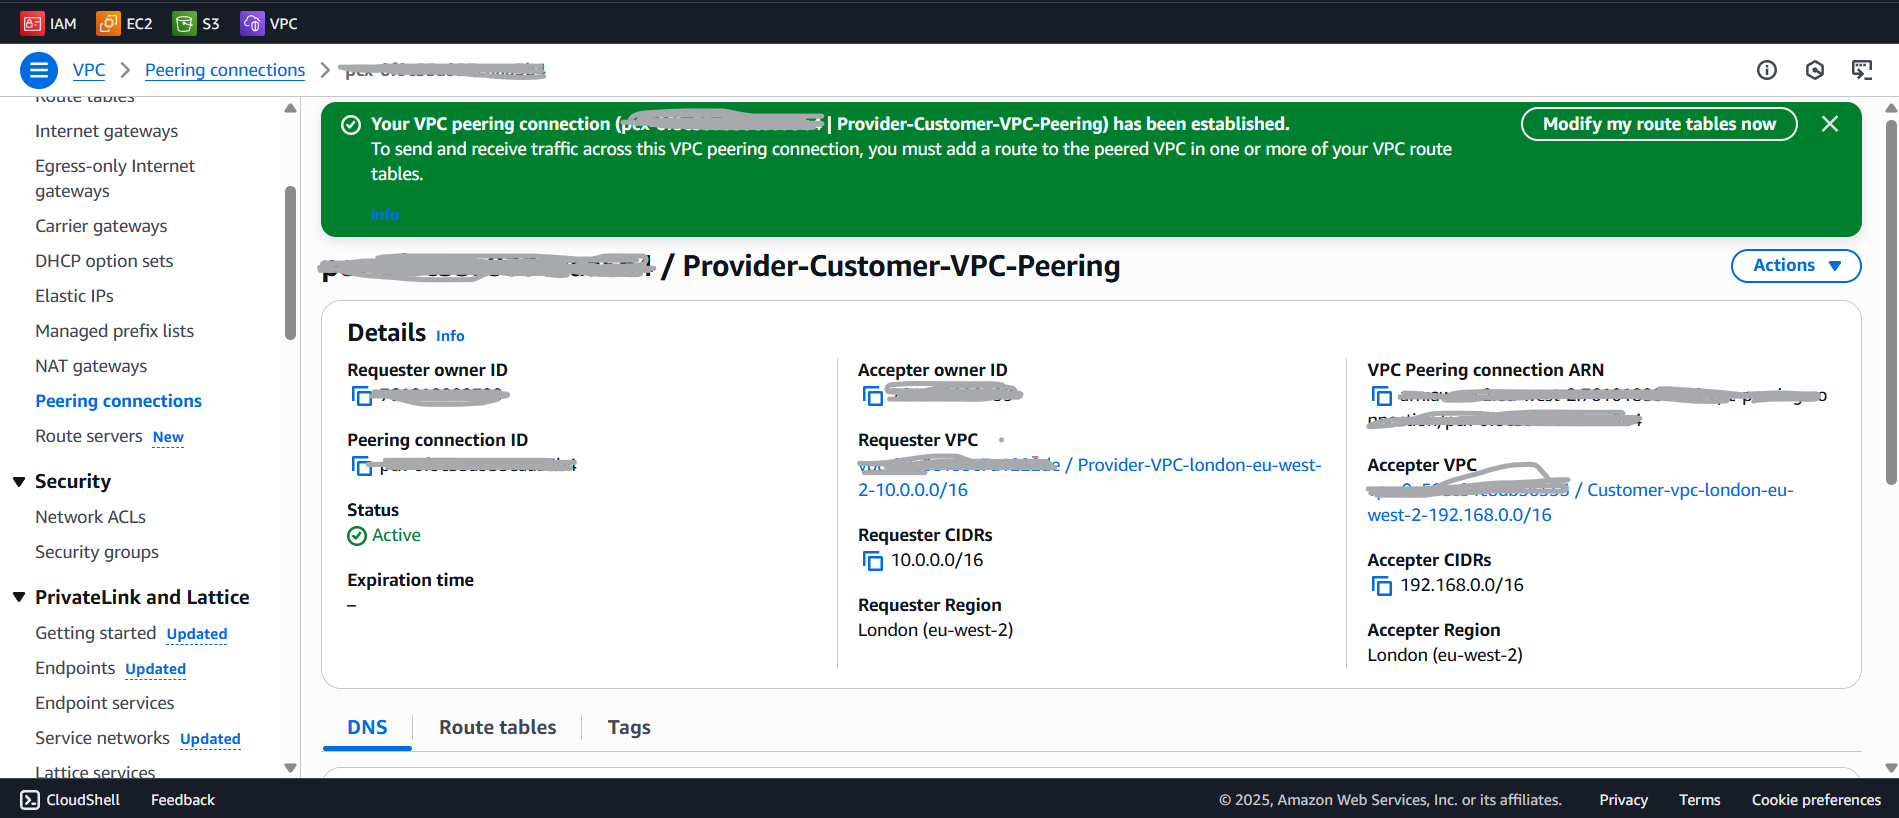 IAM EC2 S3 VPC
VPC > Peering connections >
Route tables
Internet gateways
Egress-only Internet
gateways
Carrier gateways
DHCP option sets
Elastic IPs
Managed prefix lists
NAT gateways
Peering connections
Route servers New
Security
Network ACLs
Security groups
PrivateLink and Lattice
Getting started Updated
Endpoints Updated
Endpoint services
Service networks Updated
Lattice services
Your VPC peering connection ( | Provider-Customer-VPC-Peering) has been established.
To send and receive traffic across this VPC peering connection, you must add a route to the peered VPC in one or more of your VPC route
tables.
Info
Modify my route tables now
/ Provider-Customer-VPC-Peering
Actions
Details Info
Requester owner ID
Peering connection ID
Status
Active
Expiration time
–
Accepter owner ID
Requester VPC
/ Provider-VPC-london-eu-west-
2-10.0.0.0/16
Requester CIDRs
10.0.0.0/16
Requester Region
London (eu-west-2)
VPC Peering connection ARN
Accepter VPC
/ Customer-vpc-london-eu-
west-2-192.168.0.0/16
Accepter CIDRs
192.168.0.0/16
Accepter Region
London (eu-west-2)
DNS Route tables Tags
CloudShell Feedback © 2025, Amazon Web Services, Inc. or its affiliates. Privacy Terms Cookie preferences